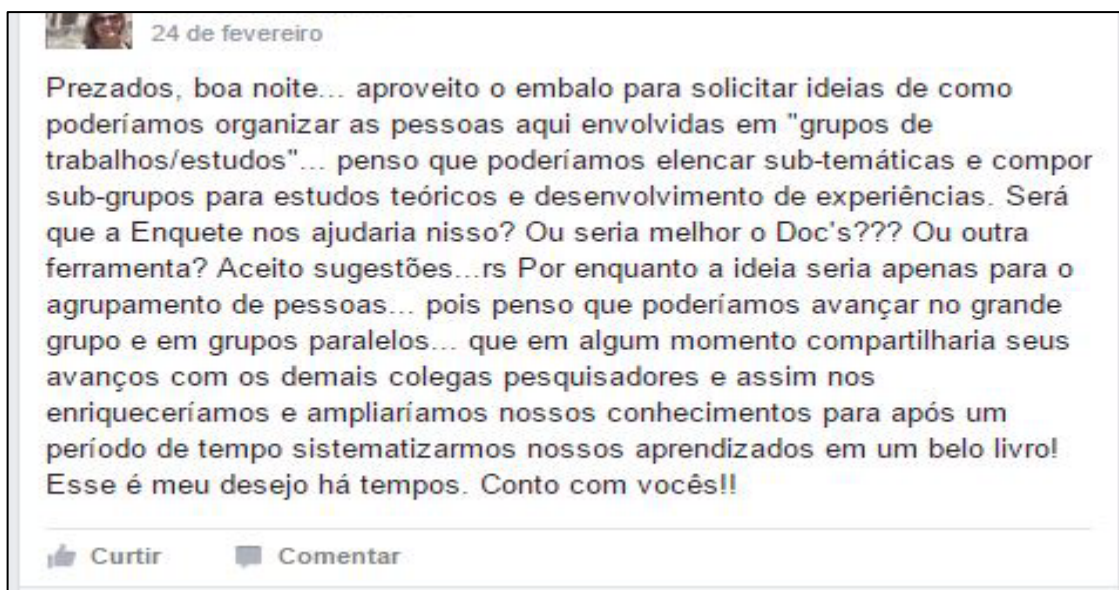 24 de fevereiro
Prezados, boa noite... aproveito o embalo para solicitar ideias de como
poderíamos organizar as pessoas aqui envolvidas em "grupos de
trabalhos/estudos"... penso que poderíamos elencar sub-temáticas e compor
sub-grupos para estudos teóricos e desenvolvimento de experiências. Será
que a Enquete nos ajudaria nisso? Ou seria melhor o Doc's??? Ou outra
ferramenta? Aceito sugestões...rs Por enquanto a ideia seria apenas para o
agrupamento de pessoas... pois penso que poderíamos avançar no grande
grupo e em grupos paralelos... que em algum momento compartilharia seus
avanços com os demais colegas pesquisadores e assim nos
enriqueceríamos e ampliaríamos nossos conhecimentos para após um
período de tempo sistematizarmos nossos aprendizados em um belo livro!
Esse é meu desejo há tempos. Conto com vocês!!
Curtir Comentar